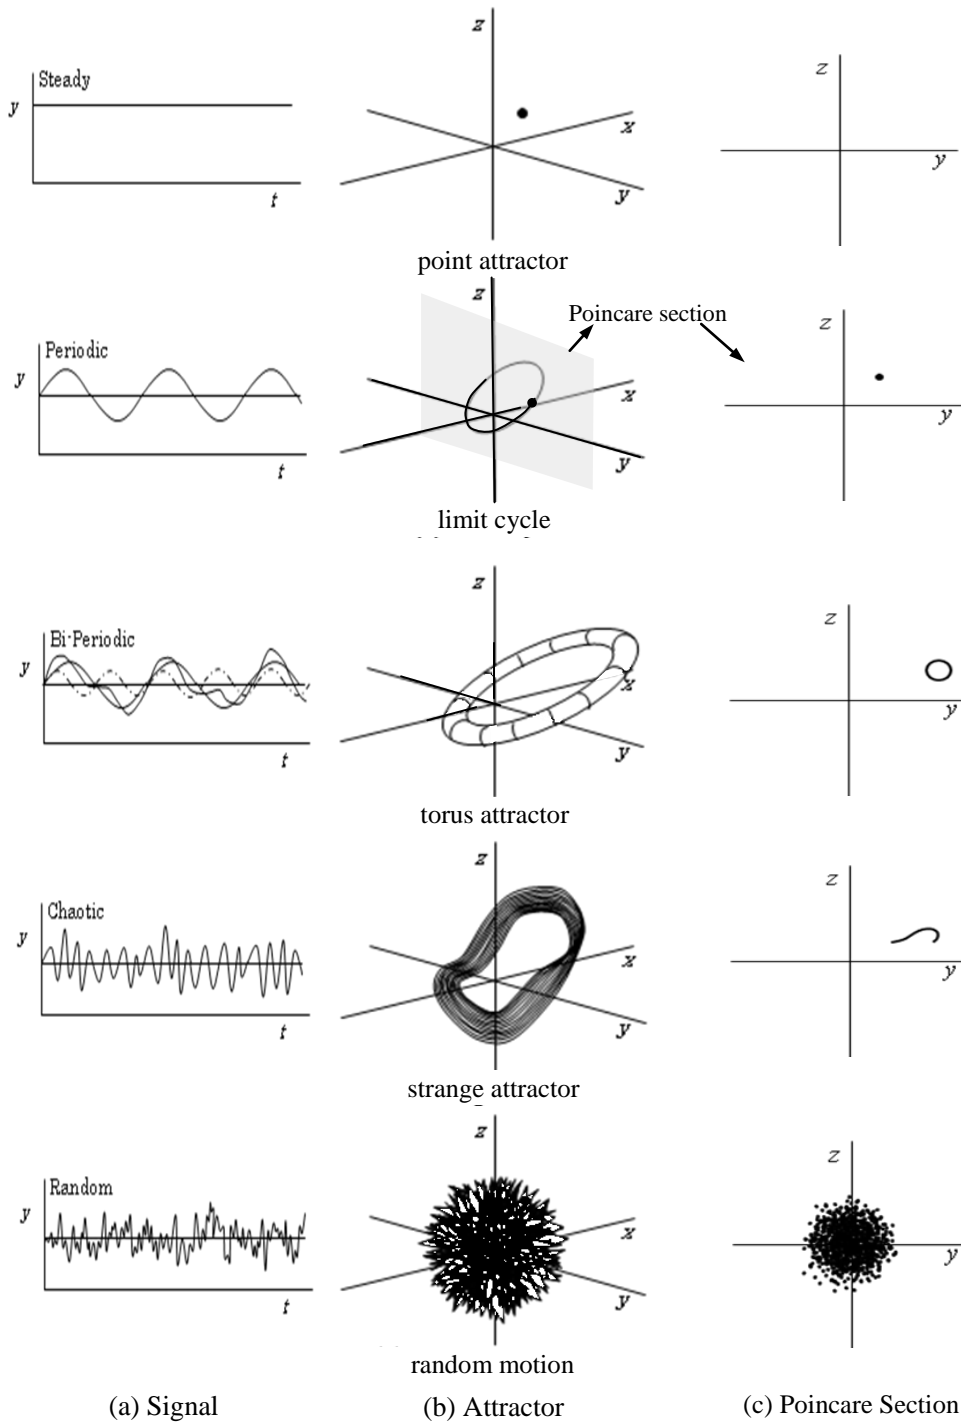 z
z
Steady
y
x
y
y
t
point attractor
z
Poincare section
z
Periodic
y
x
y
y
t
limit cycle
z
z
Bi-Periodic
y
x
y
y
t
torus attractor
z
z
Chaotic
y
x
y
y
t
strange attractor
z
z
Random
y
x
y
y
t
random motion
(a) Signal
(b) Attractor
(c) Poincare Section